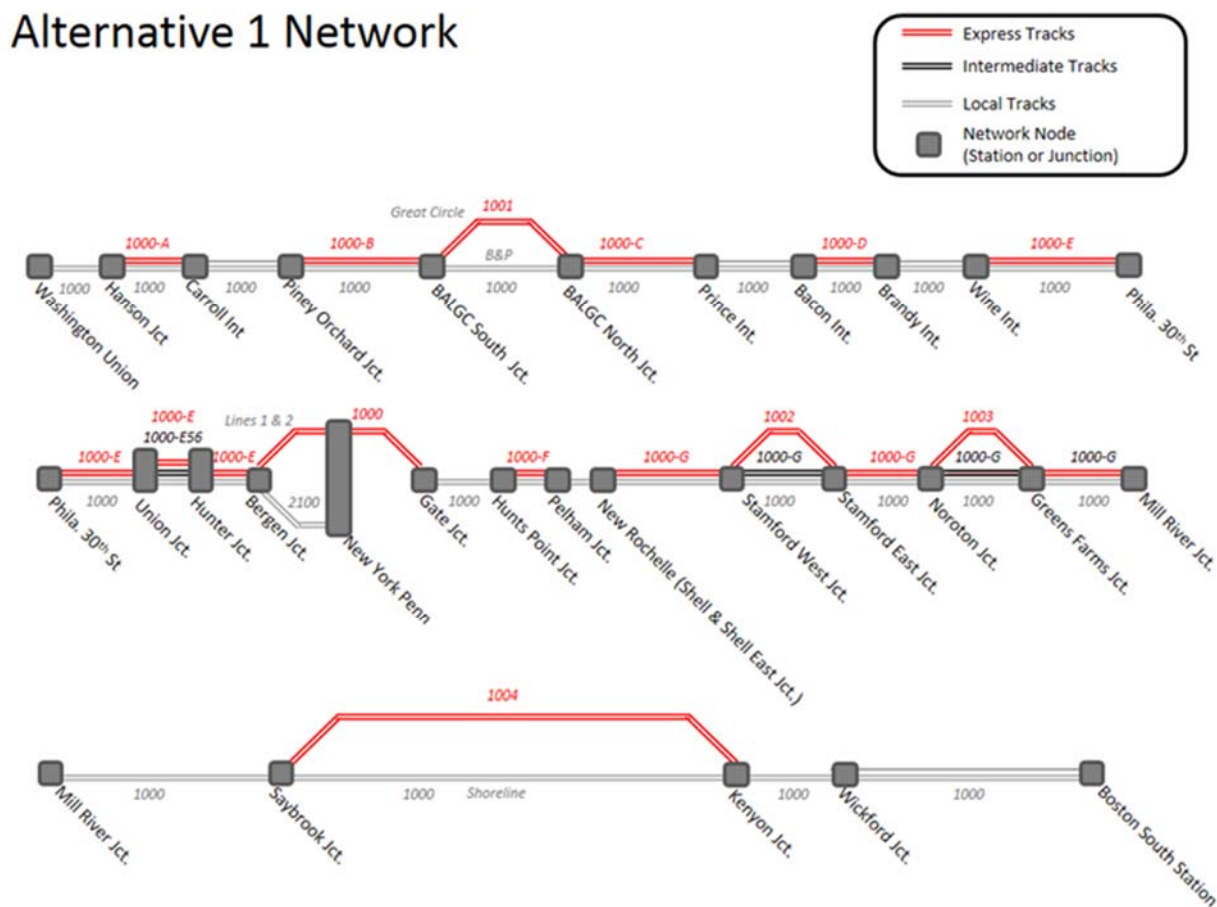 Alternative 1 Network
Express Tracks
Intermediate Tracks
Local Tracks
Network Node
(Station or Junction)
Great Circle
1001
1000-A
1000-B
B&P
1000-C
1000-D
1000-E
1000
1000
1000
1000
1000
1000
1000
1000
1000
Washington Union
Hanson Jct
Carroll Int
Piney Orchard Jct.
BALGC South Jct.
BALGC North Jct.
Prince Int.
Bacon Int.
Brandy Int.
Wine Int.
Phila. 30th St
1000-E
1000-E56
Lines 1 & 2
1000
1002
1003
1000-E
1000-E
1000-F
1000-G
1000-G
1000-G
1000-G
1000-G
1000
2100
1000
1000
1000
1000
1000
Phila. 30th St
Union Jct.
Hunter Jct.
Bergen Jct.
New York Penn
Gate Jct.
Hunts Point Jct.
Pelham Jct.
New Rochelle (Shell & Shell East Jct.)
Stamford West Jct.
Stamford East Jct.
Noroton Jct.
Greens Farms Jct.
Mill River Jct.
1004
1000
1000
Shoreline
1000
1000
Mill River Jct.
Saybrook Jct.
Kenyon Jct.
Wickford Jct.
Boston South Station